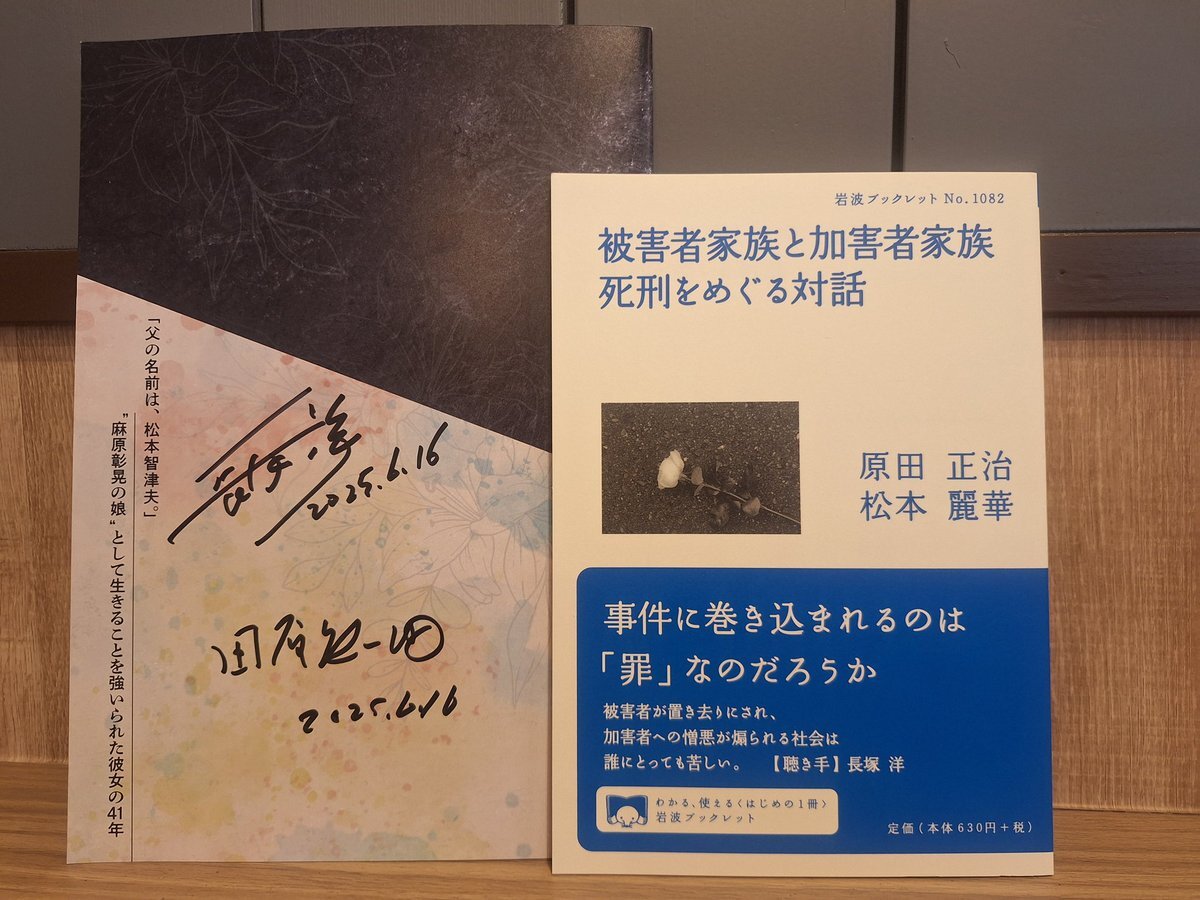 「父の名前は、松本智津夫。」
"麻原彰晃の娘"として生きることを強いられた彼女の41年
長塚洋
2025.6.16
田原総一朗
2025.6.16
岩波ブックレット No.1082
被害者家族と加害者家族
死刑をめぐる対話
原田 正治
松本 麗華
事件に巻き込まれるのは
「罪」なのだろうか
被害者が置き去りにされ、
加害者への憎悪が煽られる社会は
誰にとっても苦しい。 【聴き手】長塚 洋
わかる、使える〈はじめの1冊〉
岩波ブックレット
定価(本体630円+税)